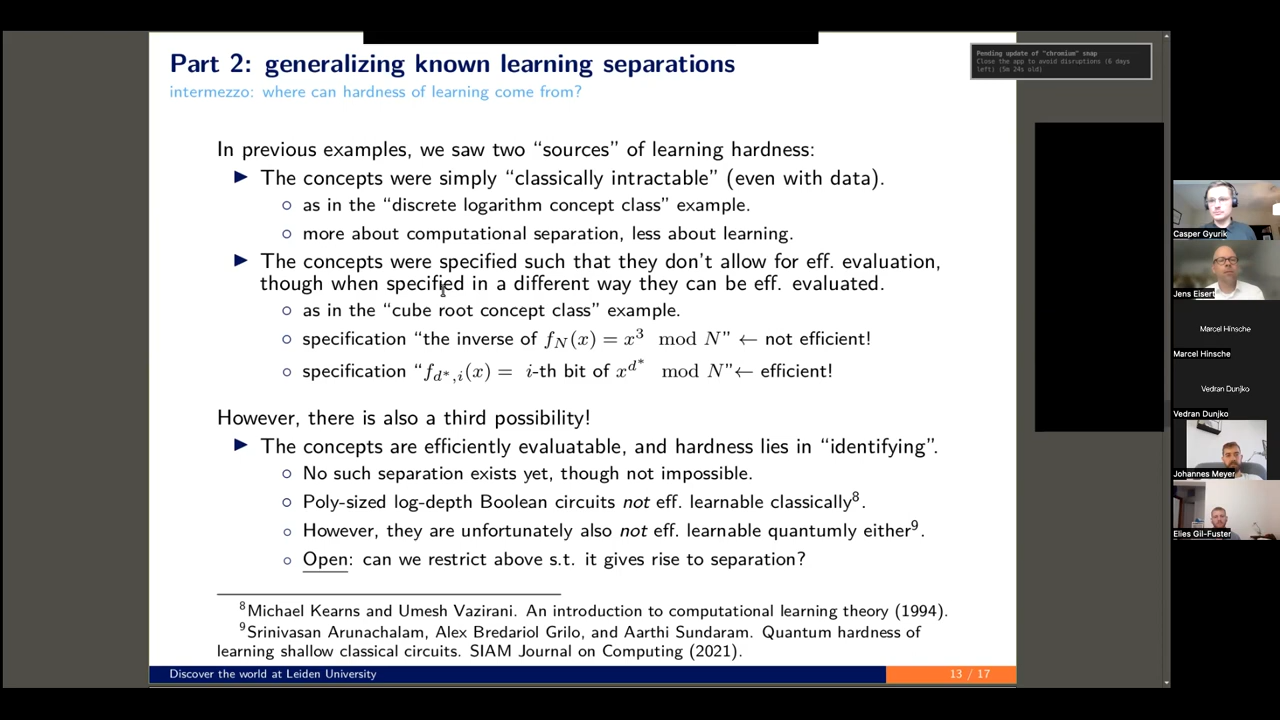 Part 2: generalizing known learning separations
intermezzo: where can hardness of learning come from?
Pending update of "chromium" snap
Close the app to avoid disruptions (6 days
left) (5m 24s old)
In previous examples, we saw two “sources” of learning hardness:
▶ The concepts were simply “classically intractable” (even with data).
○ as in the “discrete logarithm concept class” example.
○ more about computational separation, less about learning.
▶ The concepts were specified such that they don't allow for eff. evaluation,
though when specified in a different way they can be eff. evaluated.
○ as in the “cube root concept class” example.
○ specification “the inverse of f_N(x) = x^3 mod N” ← not efficient!
○ specification “f_{d*,i}(x) = i-th bit of x^{d*} mod N”← efficient!
However, there is also a third possibility!
▶ The concepts are efficiently evaluatable, and hardness lies in “identifying”.
○ No such separation exists yet, though not impossible.
○ Poly-sized log-depth Boolean circuits not eff. learnable classically^8.
○ However, they are unfortunately also not eff. learnable quantumly either^9.
○ Open: can we restrict above s.t. it gives rise to separation?
^8Michael Kearns and Umesh Vazirani. An introduction to computational learning theory (1994).
^9Srinivasan Arunachalam, Alex Bredariol Grilo, and Aarthi Sundaram. Quantum hardness of
learning shallow classical circuits. SIAM Journal on Computing (2021).
Discover the world at Leiden University
13 / 17
Casper Gyurik
Jens Eisert
Marcel Hinsche
Marcel Hinsche
Vedran Dunjko
Vedran Dunjko
Johannes Meyer
Elies Gil-Fuster